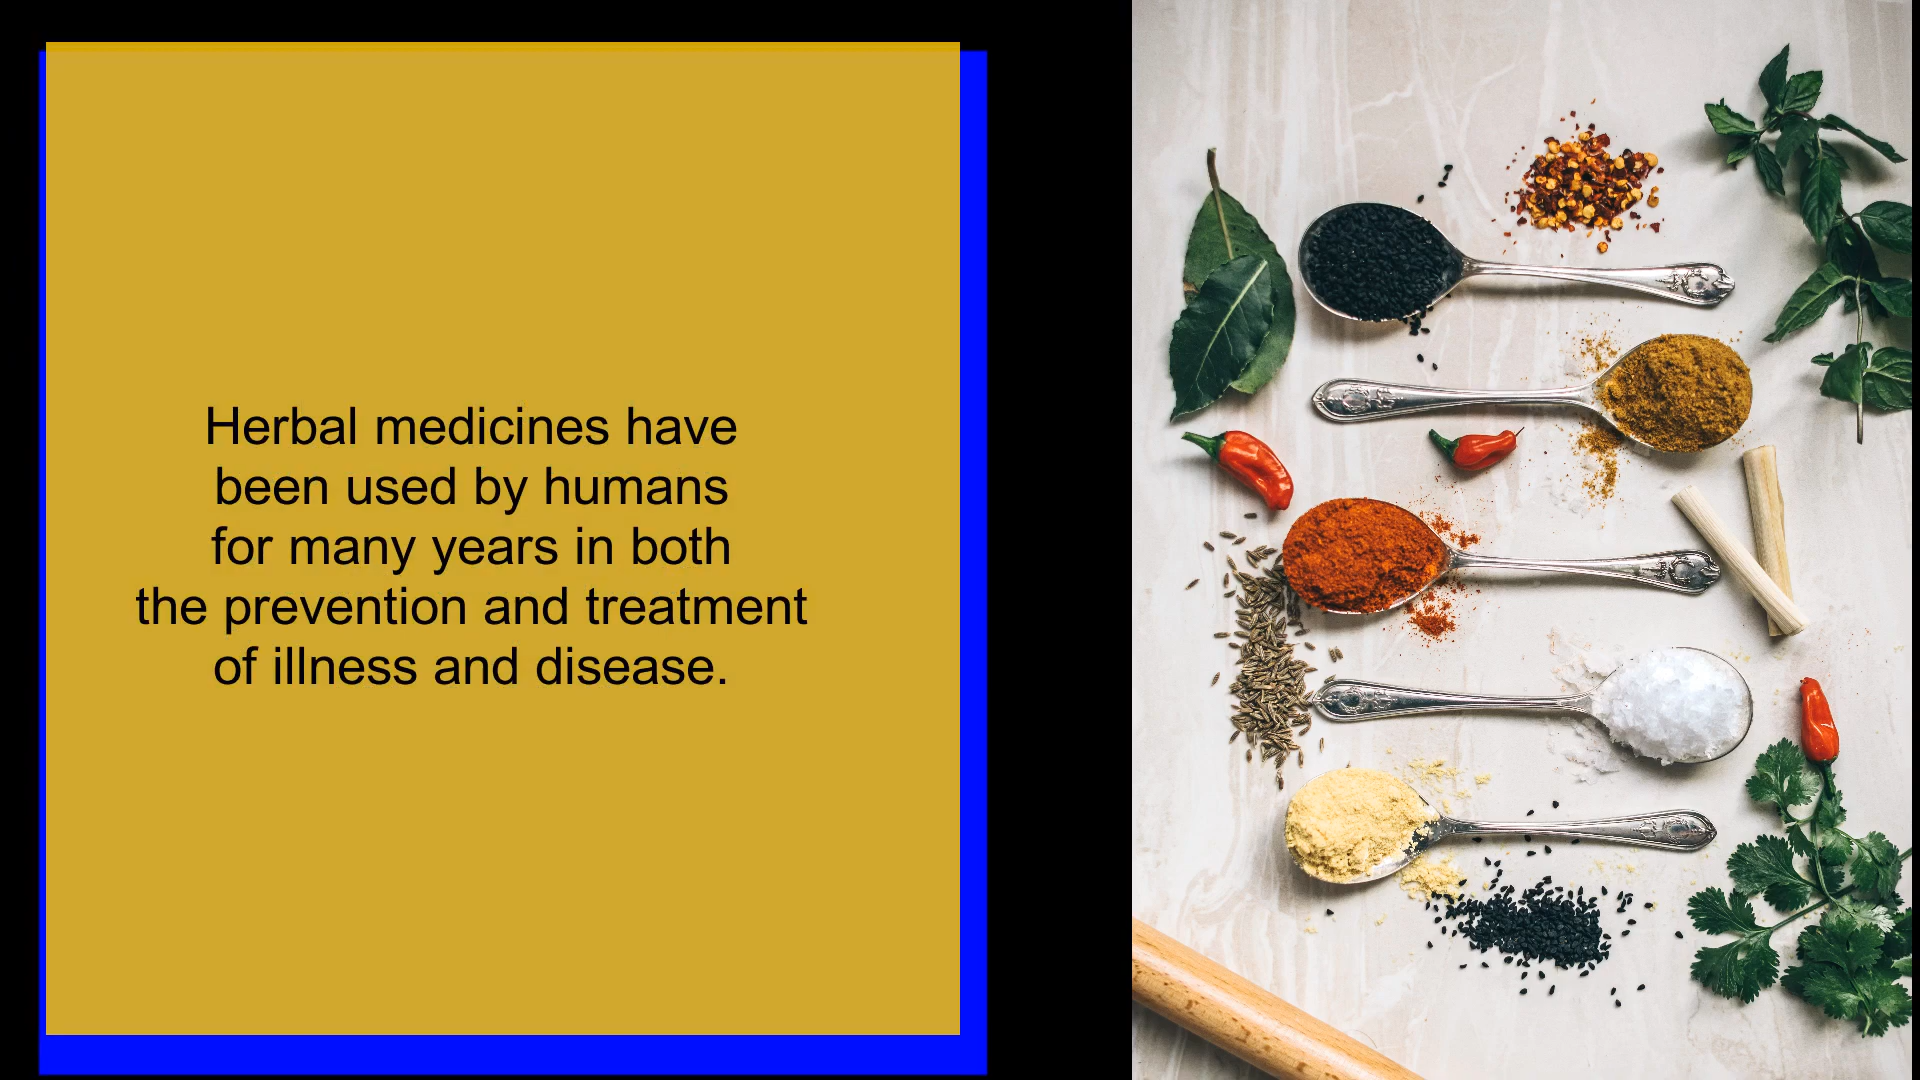 Herbal medicines have
been used by humans
for many years in both
the prevention and treatment
of illness and disease.